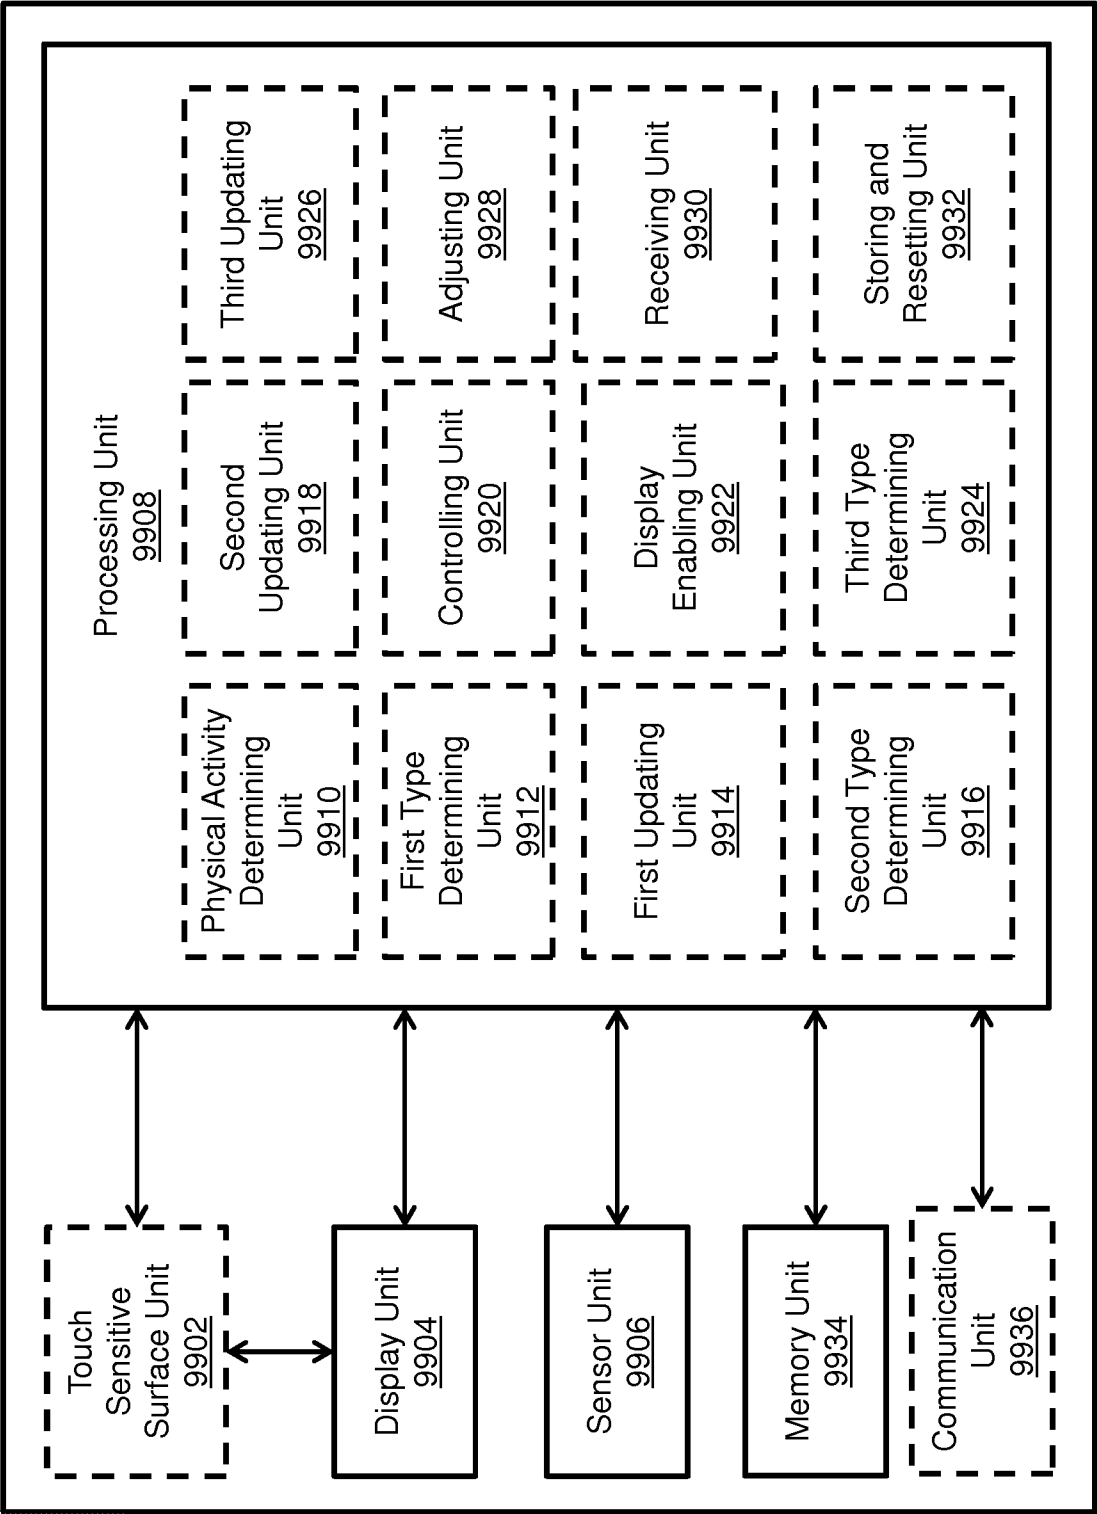 Touch
Sensitive
Surface Unit
9902
Display Unit
9904
Sensor Unit
9906
Memory Unit
9934
Communication
Unit
9936
Processing Unit
9908
Physical Activity
Determining
Unit
9910
First Type
Determining
Unit
9912
First Updating
Unit
9914
Second Type
Determining
Unit
9916
Second
Updating Unit
9918
Controlling Unit
9920
Display
Enabling Unit
9922
Third Type
Determining
Unit
9924
Third Updating
Unit
9926
Adjusting Unit
9928
Receiving Unit
9930
Storing and
Resetting Unit
9932